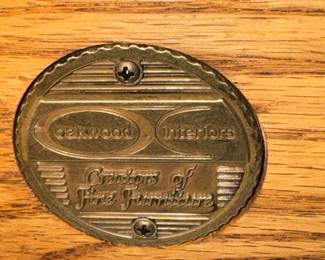 oakwood interiors
Creators of
Fine Furniture